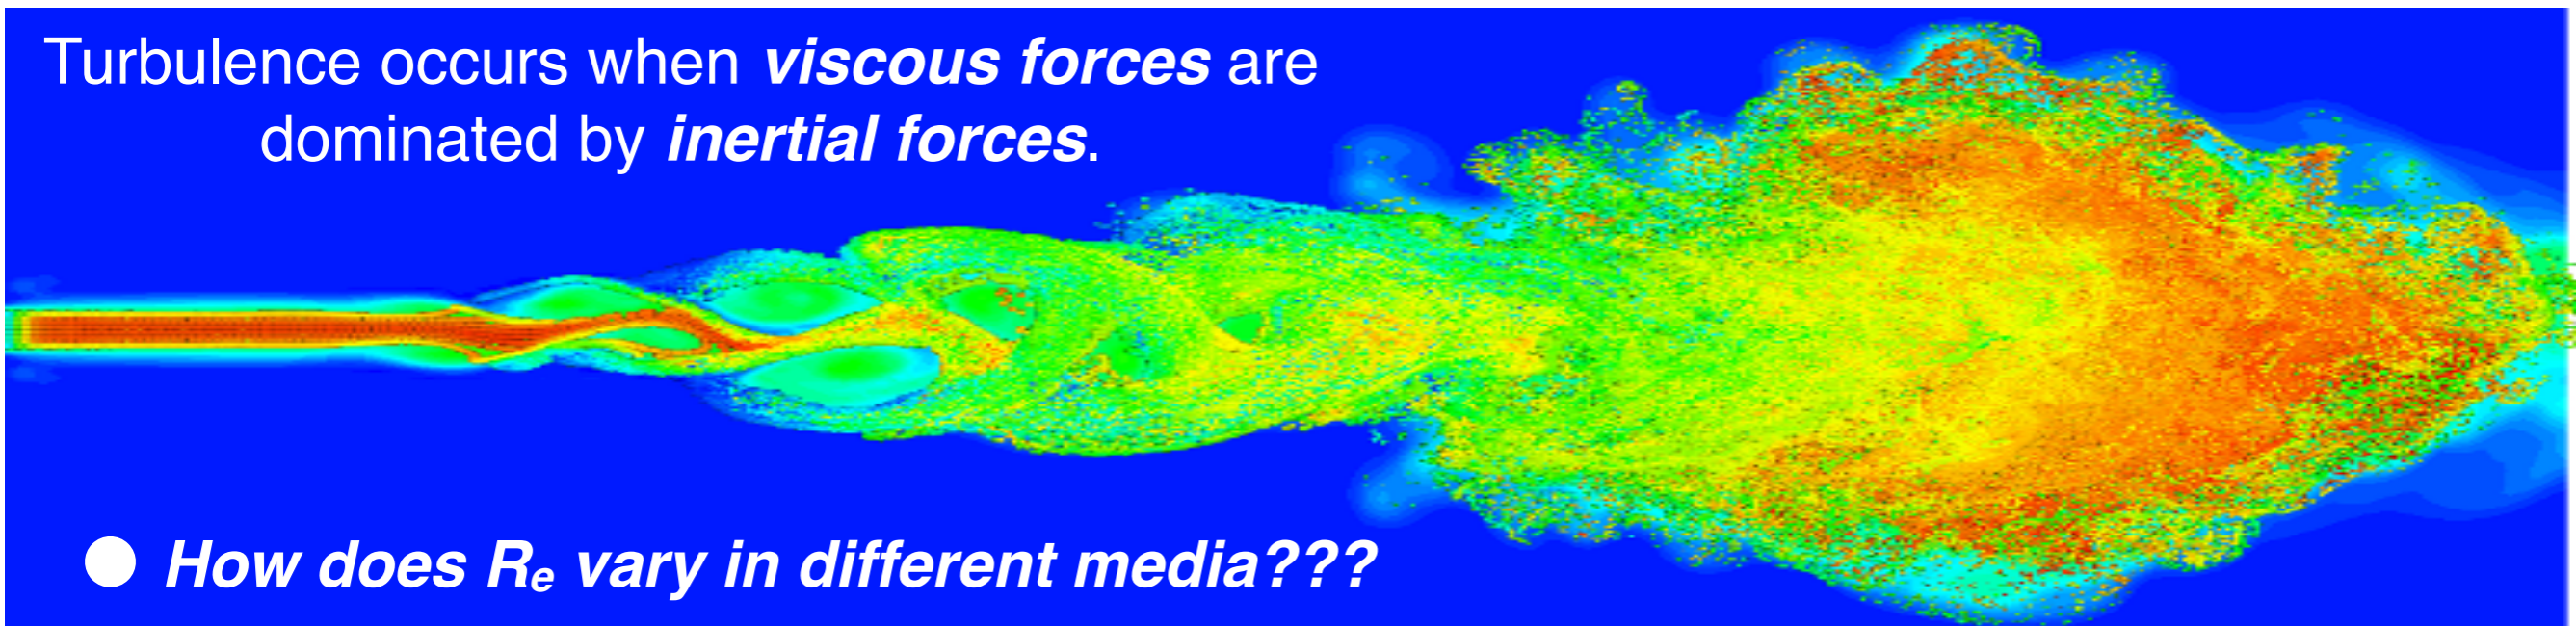 Turbulence occurs when viscous forces are
dominated by inertial forces.
● How does Re vary in different media???